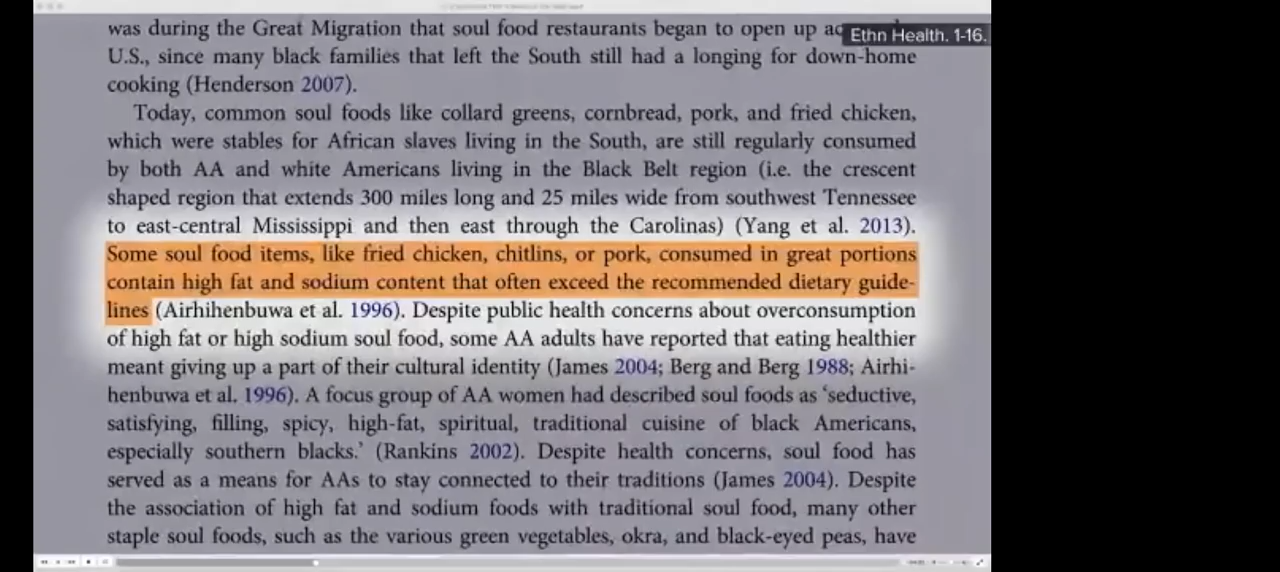 was during the Great Migration that soul food restaurants began to open up
Ethn Health. 1-16.
U.S., since many black families that left the South still had a longing for down-home
cooking (Henderson 2007).
Today, common soul foods like collard greens, cornbread, pork, and fried chicken,
which were stables for African slaves living in the South, are still regularly consumed
by both AA and white Americans living in the Black Belt region (i.e. the crescent
shaped region that extends 300 miles long and 25 miles wide from southwest Tennessee
to east-central Mississippi and then east through the Carolinas) (Yang et al. 2013).
Some soul food items, like fried chicken, chitlins, or pork, consumed in great portions
contain high fat and sodium content that often exceed the recommended dietary guide-
lines (Airhihenbuwa et al. 1996). Despite public health concerns about overconsumption
of high fat or high sodium soul food, some AA adults have reported that eating healthier
meant giving up a part of their cultural identity (James 2004; Berg and Berg 1988; Airhi-
henbuwa et al. 1996). A focus group of AA women had described soul foods as ‘seductive,
satisfying, filling, spicy, high-fat, spiritual, traditional cuisine of black Americans,
especially southern blacks.’ (Rankins 2002). Despite health concerns, soul food has
served as a means for AAs to stay connected to their traditions (James 2004). Despite
the association of high fat and sodium foods with traditional soul food, many other
staple soul foods, such as the various green vegetables, okra, and black-eyed peas, have